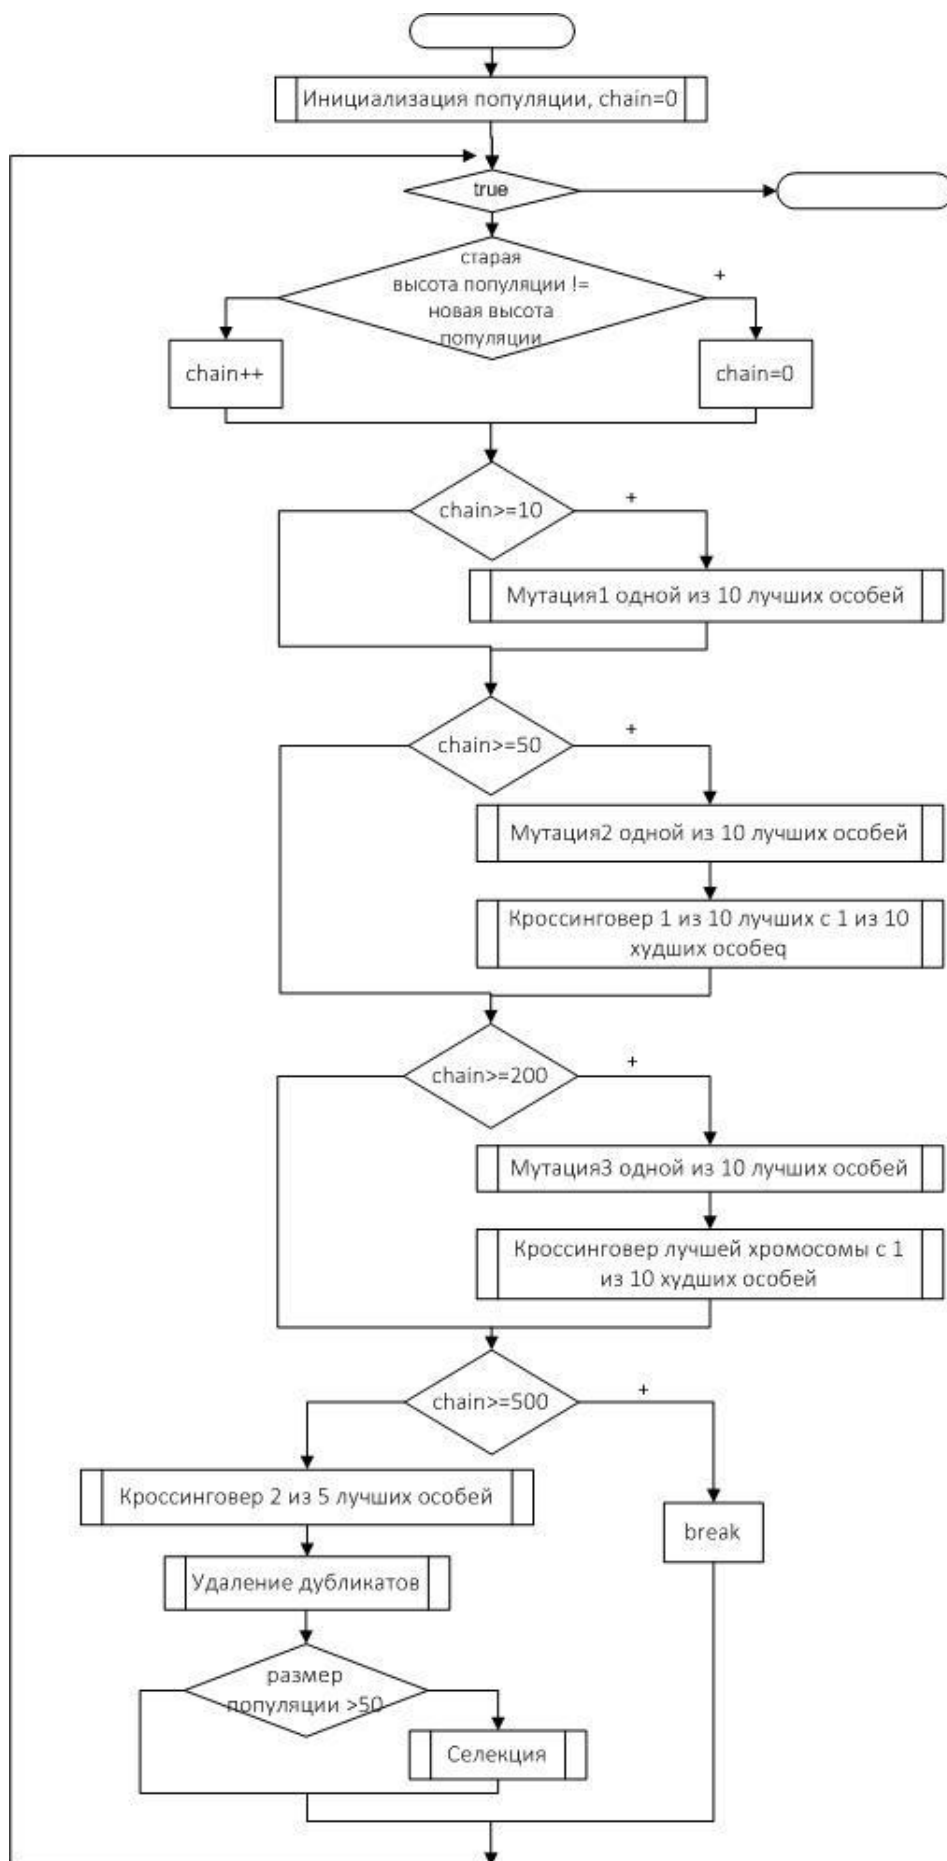 Инициализация популяции, chain=0
true
старая
высота популяции !=
новая высота
популяции
+
chain++
chain=0
chain>=10
+
Мутация1 одной из 10 лучших особей
chain>=50
+
Мутация2 одной из 10 лучших особей
Кроссинговер 1 из 10 лучших с 1 из 10
худших особеq
chain>=200
+
Мутация3 одной из 10 лучших особей
Кроссинговер лучшей хромосомы с 1
из 10 худших особей
chain>=500
+
Кроссинговер 2 из 5 лучших особей
break
Удаление дубликатов
размер
популяции >50
Селекция